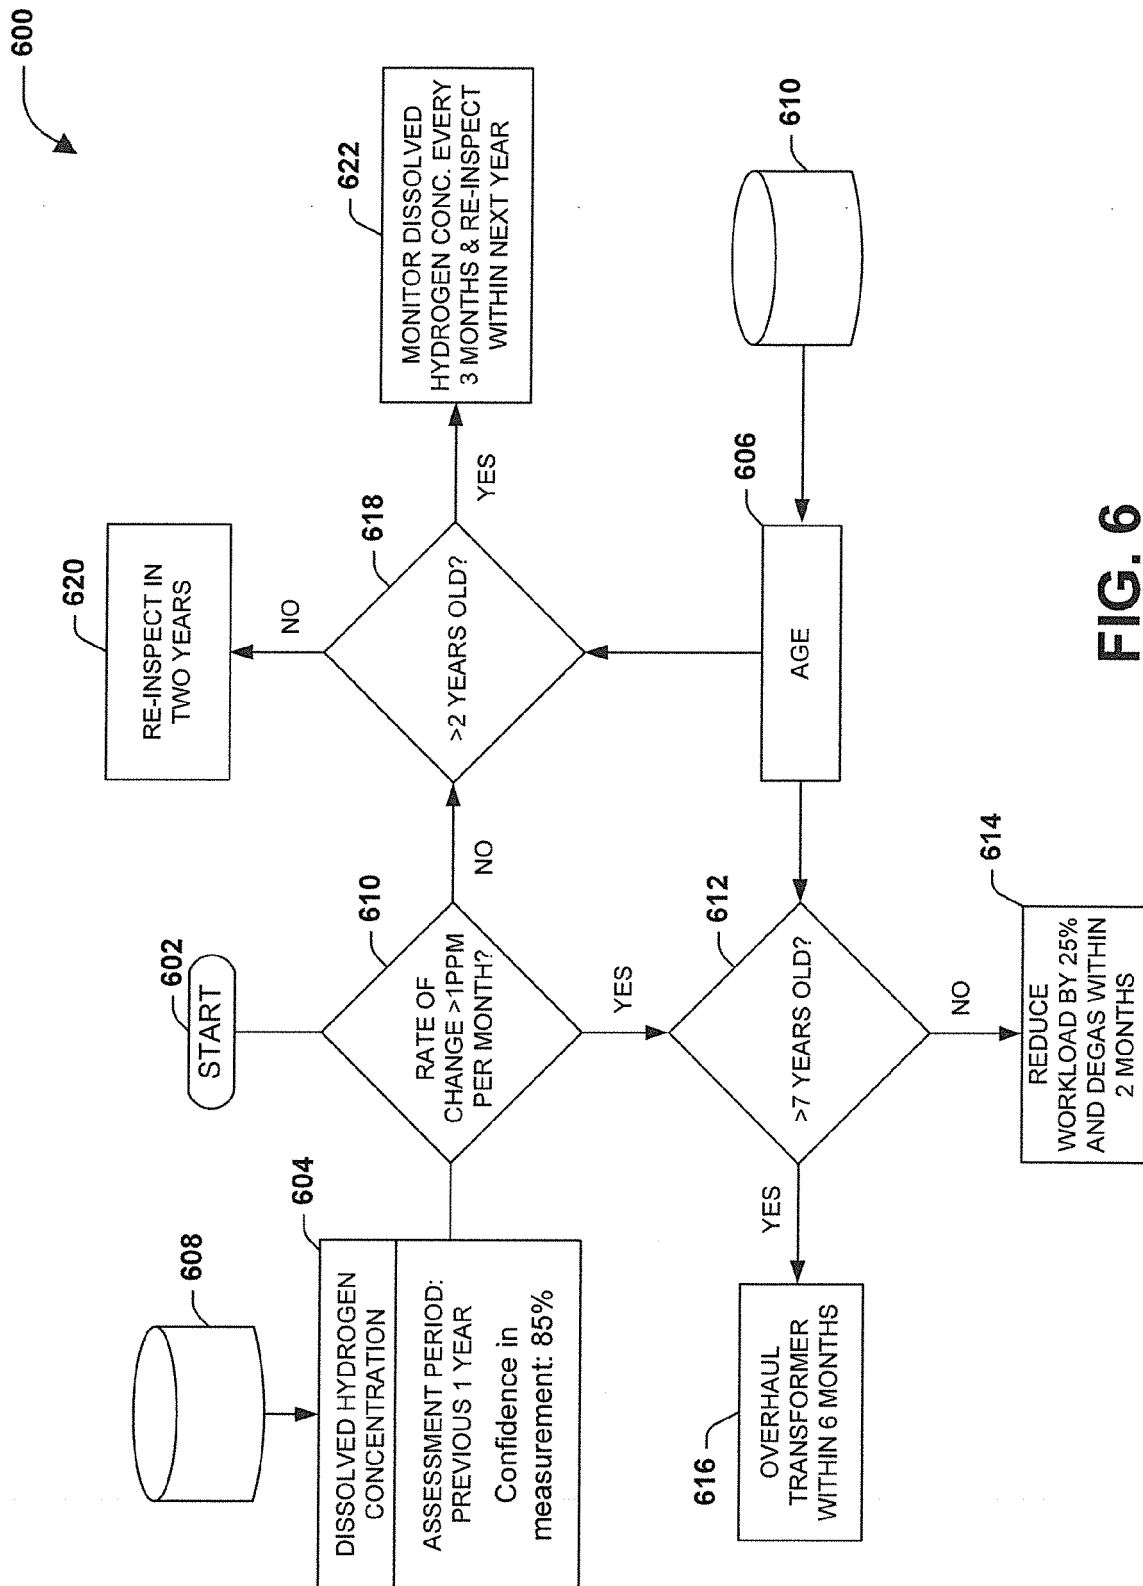 600
602
START
608
604
DISSOLVED HYDROGEN
CONCENTRATION
ASSESSMENT PERIOD:
PREVIOUS 1 YEAR
Confidence in
measurement: 85%
610
RATE OF
CHANGE >1PPM
PER MONTH?
NO
YES
618
>2 YEARS OLD?
NO
YES
620
RE-INSPECT IN
TWO YEARS
622
MONITOR DISSOLVED
HYDROGEN CONC. EVERY
3 MONTHS & RE-INSPECT
WITHIN NEXT YEAR
616
OVERHAUL
TRANSFORMER
WITHIN 6 MONTHS
YES
612
>7 YEARS OLD?
NO
614
REDUCE
WORKLOAD BY 25%
AND DEGAS WITHIN
2 MONTHS
606
AGE
610
FIG. 6